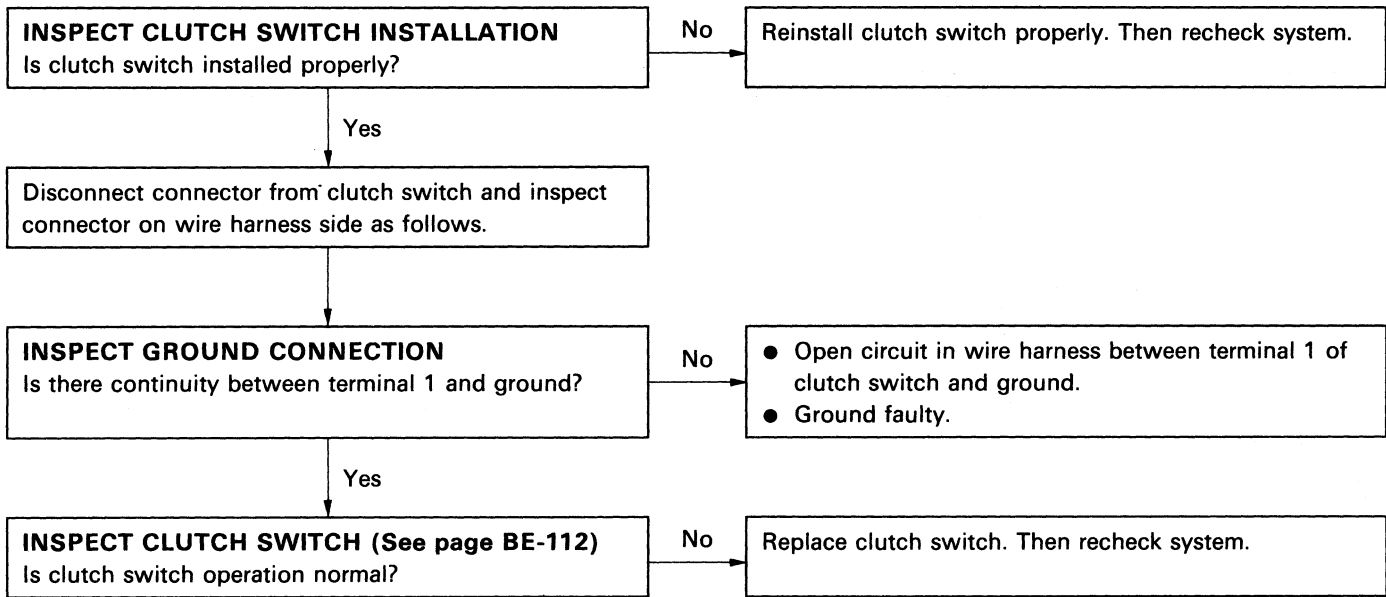 INSPECT CLUTCH SWITCH INSTALLATION
Is clutch switch installed properly?
No
Reinstall clutch switch properly. Then recheck system.
Yes
Disconnect connector from clutch switch and inspect
connector on wire harness side as follows.
INSPECT GROUND CONNECTION
Is there continuity between terminal 1 and ground?
No
● Open circuit in wire harness between terminal 1 of
clutch switch and ground.
● Ground faulty.
Yes
INSPECT CLUTCH SWITCH (See page BE-112)
Is clutch switch operation normal?
No
Replace clutch switch. Then recheck system.